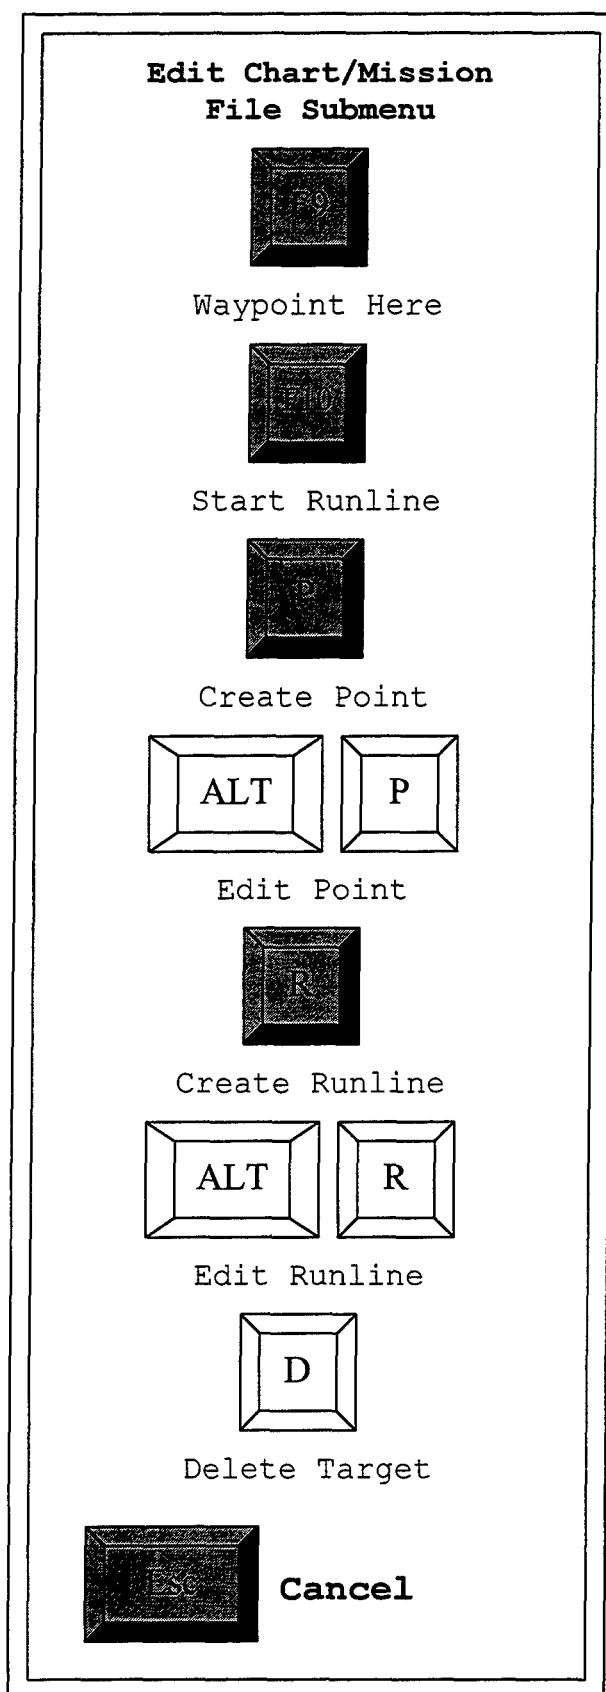 Edit Chart/Mission
File Submenu
F9
Waypoint Here
F10
Start Runline
P
Create Point
ALT P
Edit Point
R
Create Runline
ALT R
Edit Runline
D
Delete Target
Esc Cancel